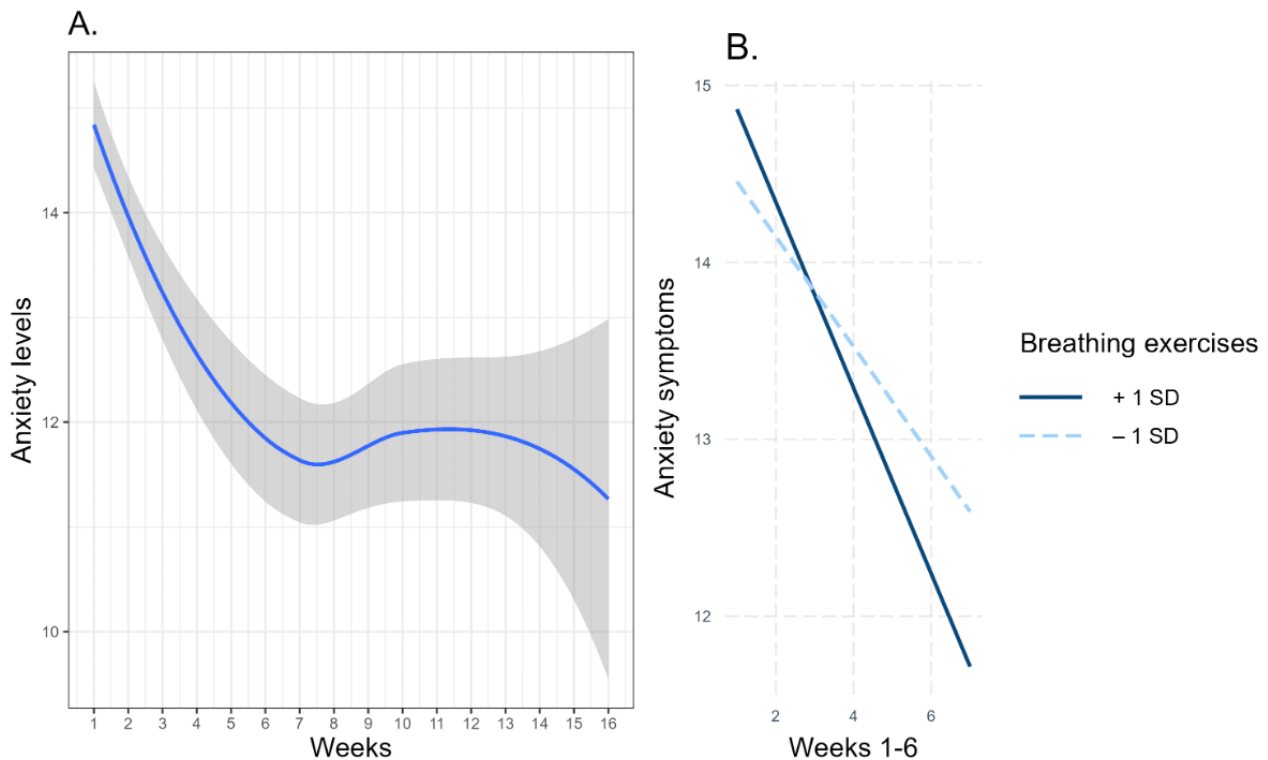 A.
Anxiety levels
14
12
10
1 2 3 4 5 6 7 8 9 10 11 12 13 14 15 16
Weeks
B.
Anxiety symptoms
15
14
13
12
2 4 6
Weeks 1-6
Breathing exercises
+ 1 SD
– 1 SD